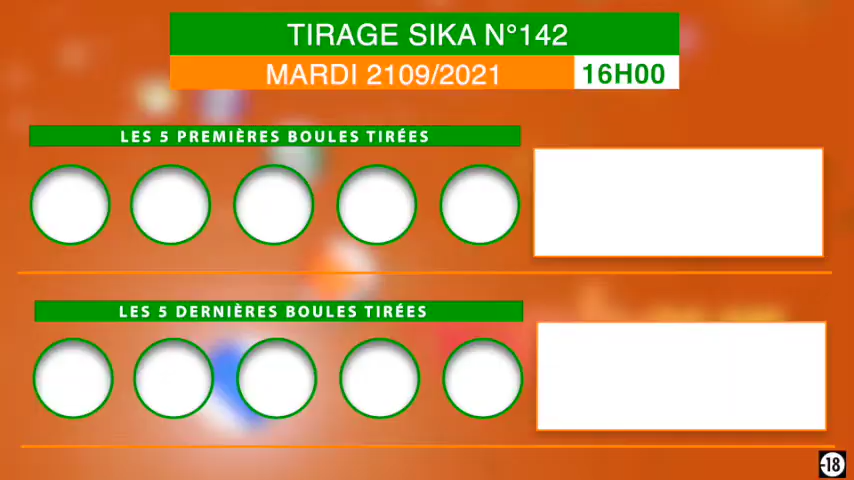 TIRAGE SIKA N°142
MARDI 2109/2021 16H00
LES 5 PREMIÈRES BOULES TIRÉES
LES 5 DERNIÈRES BOULES TIRÉES
-18